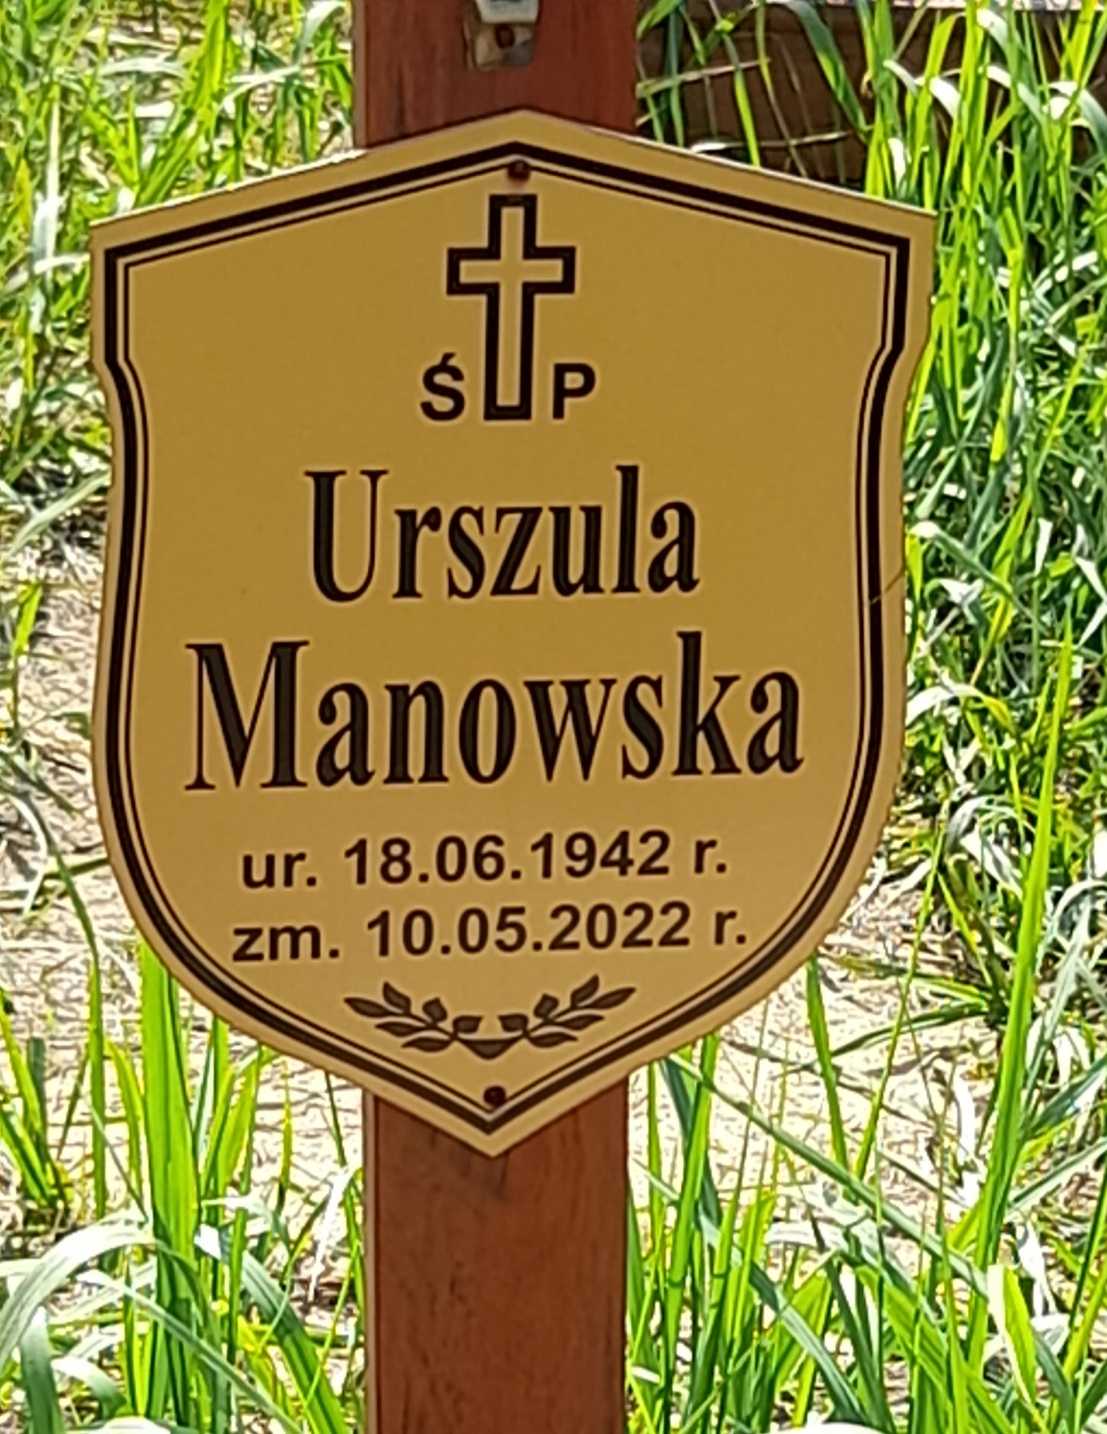 Ś P
Urszula
Manowska
ur. 18.06.1942 r.
zm. 10.05.2022 r.